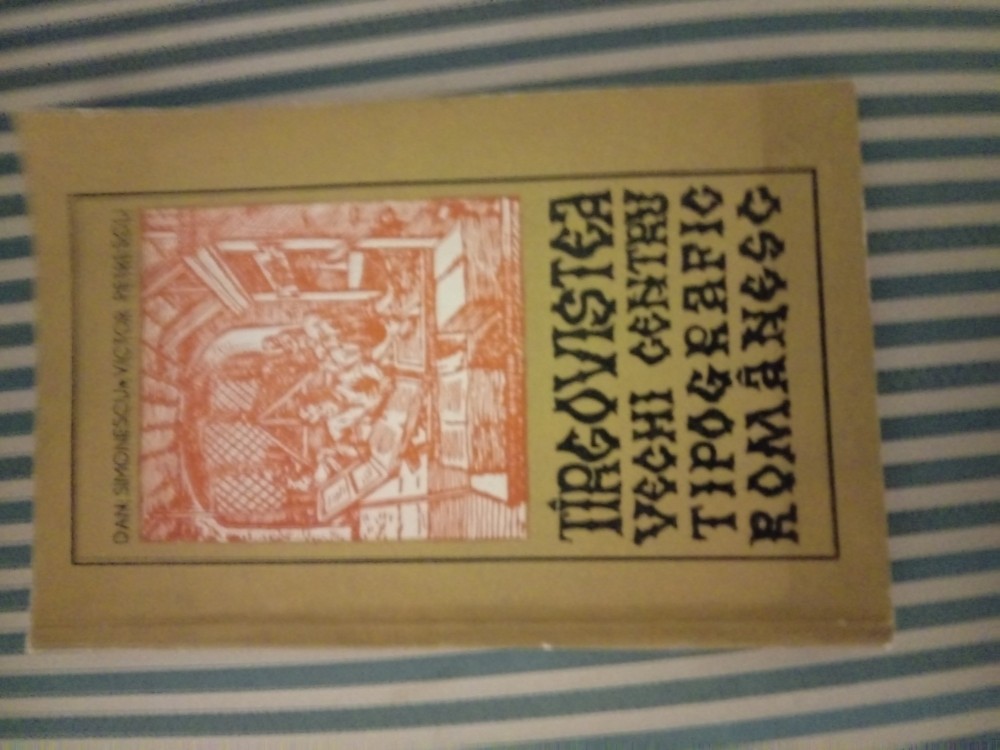 DAN SIMONESCU • VICTOR PETRESCU
TÎRGOVIȘTEA
VECHI CENTRU
TIPOGRAFIC
ROMÂNESC